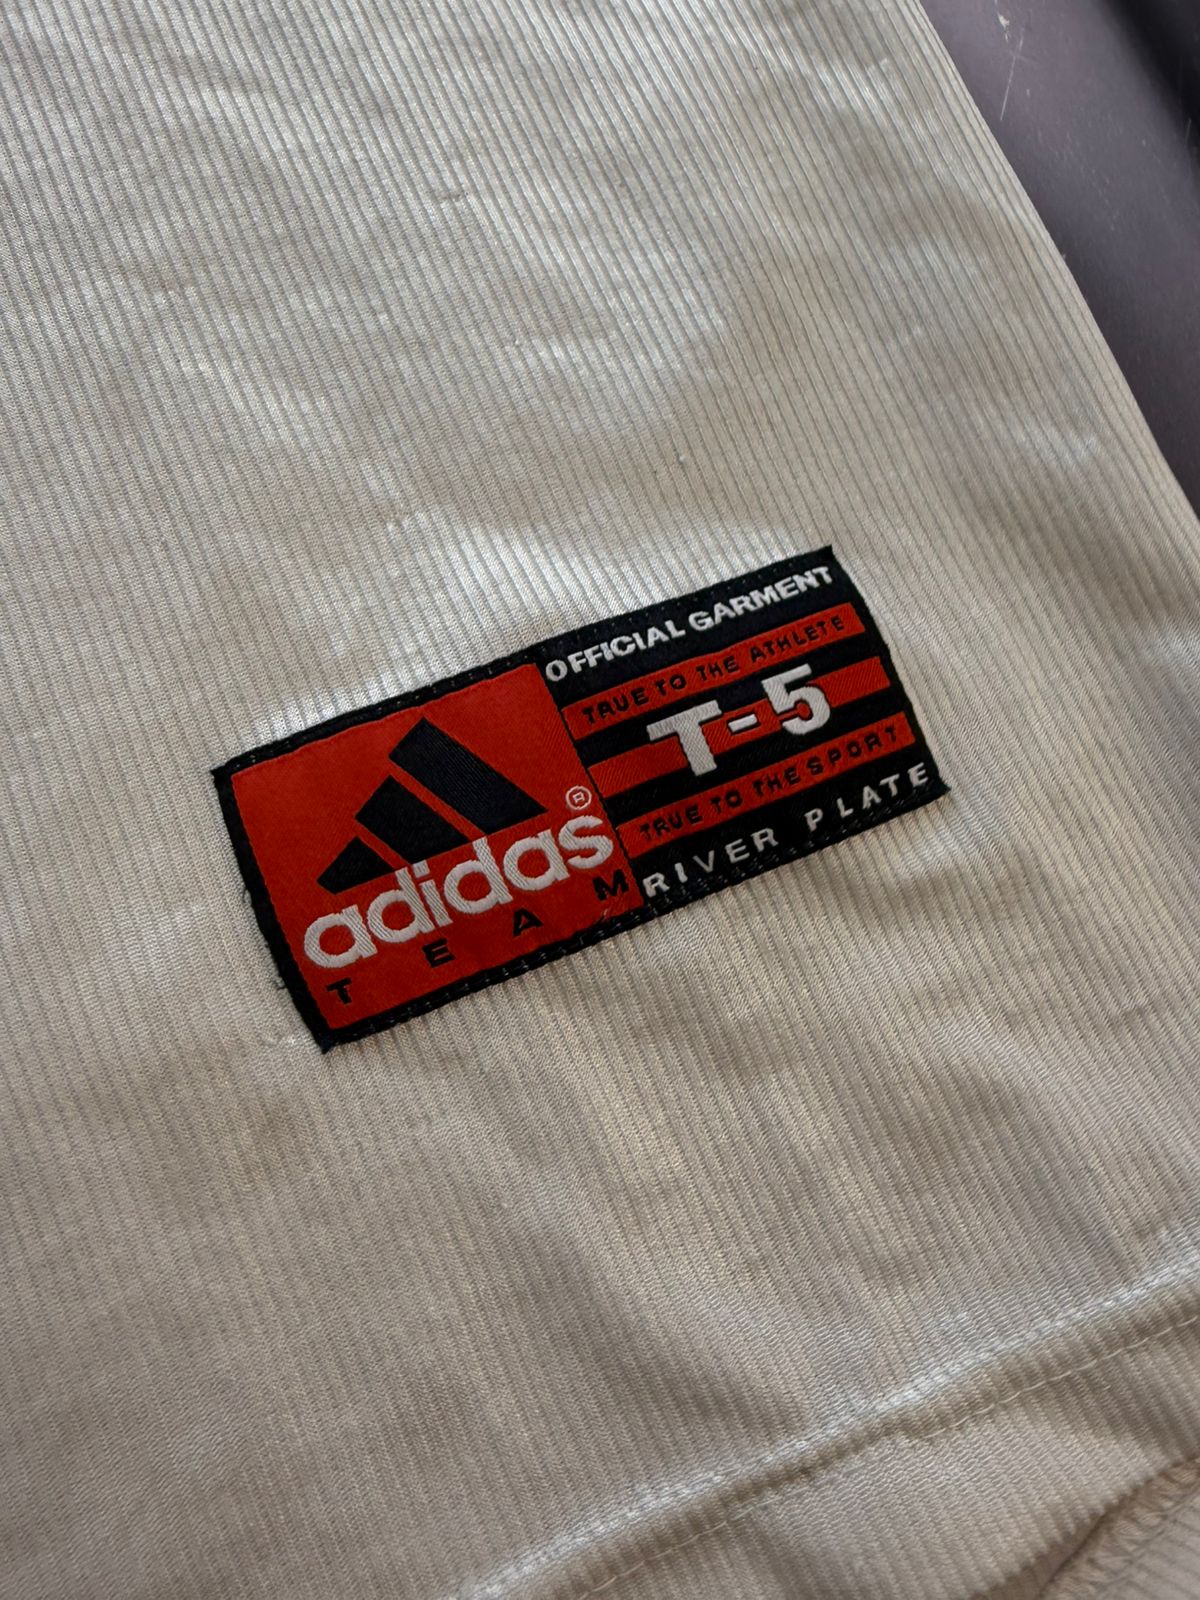 adidas®
TEAM
OFFICIAL GARMENT
TRUE TO THE ATHLETE
T-5
TRUE TO THE SPORT
RIVER PLATE